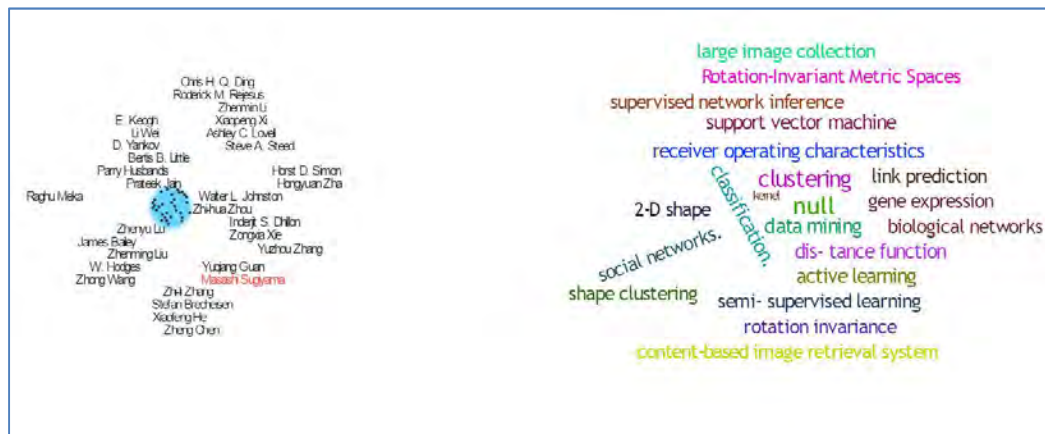 Chris H. Q. Ding
Roderick M. Rejesus
Zhenmin Li
E. Keogh
Xiaopeng Xi
Li Wei
Ashley C. Lovell
D. Yankov
Steve A. Steed
Bertis B. Little
Parry Husbands
Horst D. Simon
Prateek Jain
Hongyuan Zha
Raghu Meka
Walter L. Johnston
Zhi-hua Zhou
Inderjit S. Dhillon
Zhenyu Lu
Zongxia Xie
James Bailey
Yuzhou Zhang
Zhenming Liu
W. Hodges
Yuqiang Guan
Zhong Wang
Masashi Sugiyama
Zhi-li Zhang
Stefan Brecheisen
Xiaofeng He
Zheng Chen
large image collection
Rotation-Invariant Metric Spaces
supervised network inference
support vector machine
receiver operating characteristics
clustering
link prediction
kernel
null
gene expression
2-D shape
classification.
data mining
biological networks
social networks.
dis- tance function
active learning
shape clustering
semi- supervised learning
rotation invariance
content-based image retrieval system